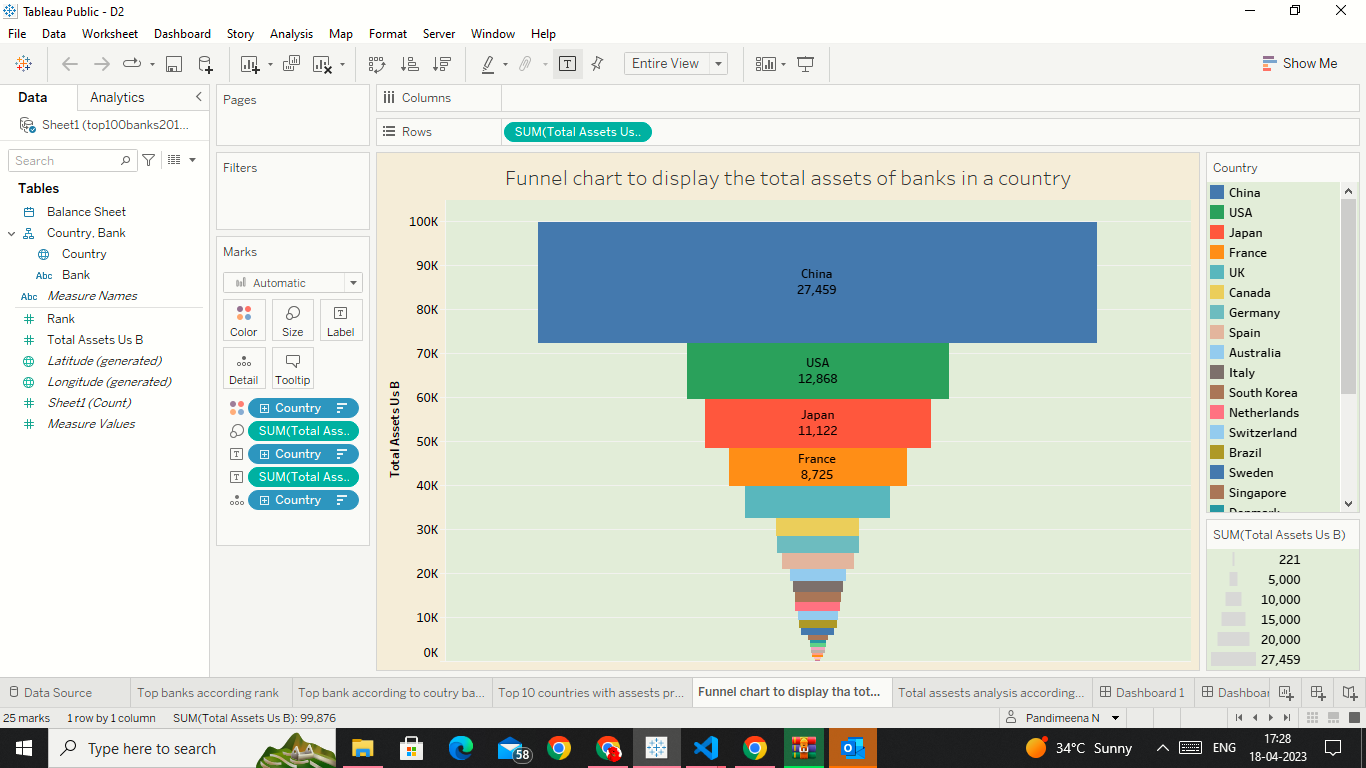 Tableau Public - D2
File Data Worksheet Dashboard Story Analysis Map Format Server Window Help
Entire View
Show Me
Data Analytics
Sheet1 (top100banks201...
Search
Tables
Balance Sheet
Country, Bank
Country
Abc Bank
Abc Measure Names
Rank
Total Assets Us B
Latitude (generated)
Longitude (generated)
Sheet1 (Count)
Measure Values
Pages
Filters
Marks
Automatic
Color Size Label
Detail Tooltip
Country
SUM(Total Ass..
Country
SUM(Total Ass..
Country
Columns
Rows SUM(Total Assets Us..
Funnel chart to display the total assets of banks in a country
Total Assets Us B
100K
90K
80K
70K
60K
50K
40K
30K
20K
10K
0K
China
27,459
USA
12,868
Japan
11,122
France
8,725
Country
China
USA
Japan
France
UK
Canada
Germany
Spain
Australia
Italy
South Korea
Netherlands
Switzerland
Brazil
Sweden
Singapore
Denmark
SUM(Total Assets Us B)
221
5,000
10,000
15,000
20,000
27,459
Data Source Top banks according rank Top bank according to coutry ba... Top 10 countries with assests pr... Funnel chart to display tha tot... Total assests analysis according... Dashboard 1 Dashboar
25 marks 1 row by 1 column SUM(Total Assets Us B): 99,876 Pandimeena N
Type here to search
58
34°C Sunny
ENG
17:28
18-04-2023